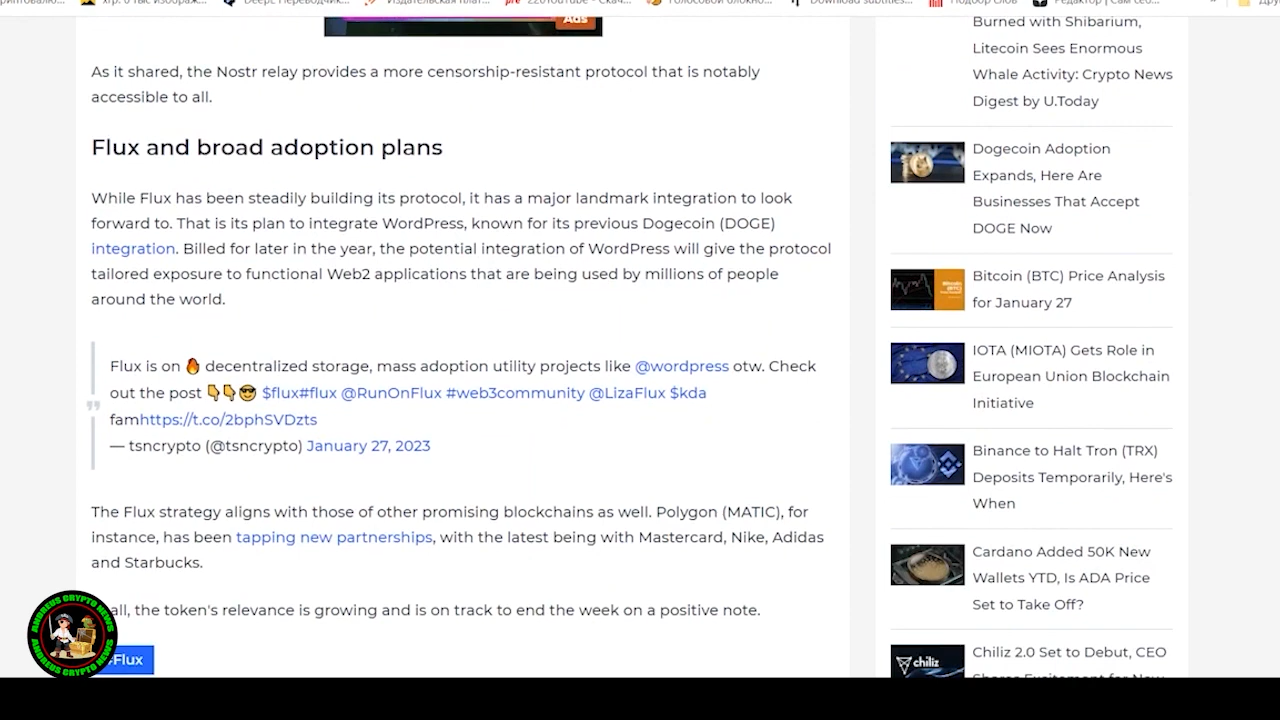 Ads
As it shared, the Nostr relay provides a more censorship-resistant protocol that is notably
accessible to all.
Flux and broad adoption plans
While Flux has been steadily building its protocol, it has a major landmark integration to look
forward to. That is its plan to integrate WordPress, known for its previous Dogecoin (DOGE)
integration. Billed for later in the year, the potential integration of WordPress will give the protocol
tailored exposure to functional Web2 applications that are being used by millions of people
around the world.
Flux is on 🔥 decentralized storage, mass adoption utility projects like @wordpress otw. Check
out the post 👇👇😎 $flux#flux @RunOnFlux #web3community @LizaFlux $kda
famhttps://t.co/2bphSVDzts
— tsncrypto (@tsncrypto) January 27, 2023
The Flux strategy aligns with those of other promising blockchains as well. Polygon (MATIC), for
instance, has been tapping new partnerships, with the latest being with Mastercard, Nike, Adidas
and Starbucks.
all, the token's relevance is growing and is on track to end the week on a positive note.
Flux
ANDREUS CRYPTO NEWS
ANDREUS CRYPTO NEWS
Burned with Shibarium,
Litecoin Sees Enormous
Whale Activity: Crypto News
Digest by U.Today
Dogecoin Adoption
Expands, Here Are
Businesses That Accept
DOGE Now
Bitcoin (BTC) Price Analysis
for January 27
IOTA (MIOTA) Gets Role in
European Union Blockchain
Initiative
Binance to Halt Tron (TRX)
Deposits Temporarily, Here's
When
Cardano Added 50K New
Wallets YTD, Is ADA Price
Set to Take Off?
chiliz
Chiliz 2.0 Set to Debut, CEO